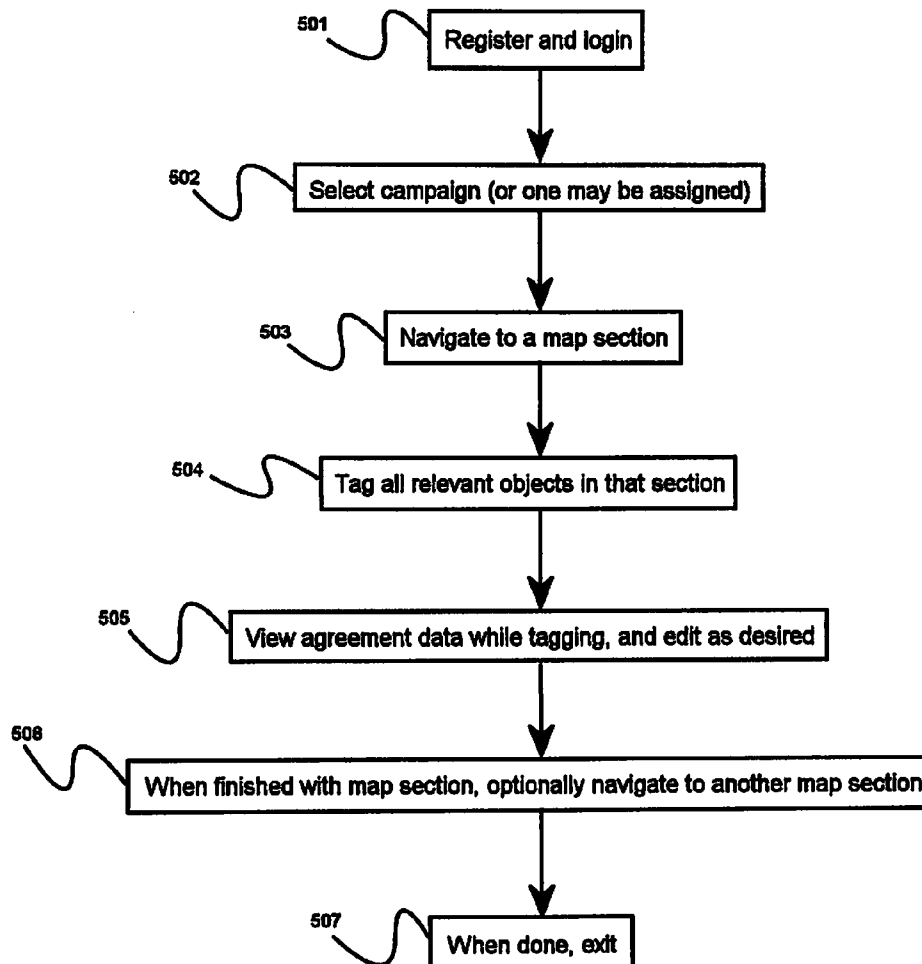 501
Register and login
502
Select campaign (or one may be assigned)
503
Navigate to a map section
504
Tag all relevant objects in that section
505
View agreement data while tagging, and edit as desired
506
When finished with map section, optionally navigate to another map section
507
When done, exit